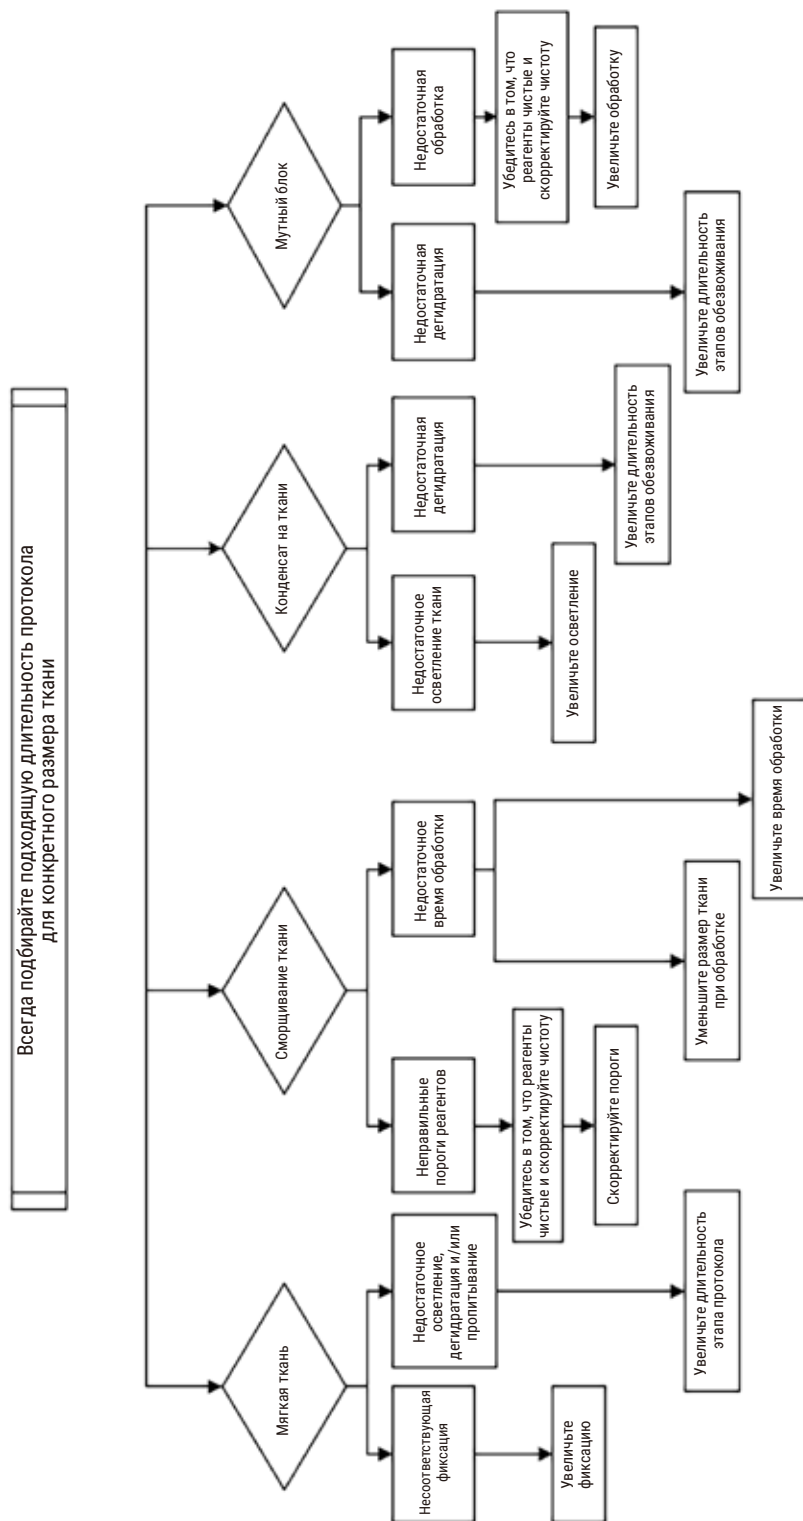 Всегда подбирайте подходящую длительность протокола
для конкретного размера ткани
Мягкая ткань
Сморщивание ткани
Конденсат на ткани
Мутный блок
Несоответствующая
фиксация
Недостаточное
осветление,
дегидратация и/или
пропитывание
Неправильные
пороги реагентов
Недостаточное
время обработки
Недостаточное
осветление ткани
Недостаточная
дегидратация
Недостаточная
дегидратация
Недостаточная
обработка
Убедитесь в том, что реагенты
чистые и скорректируйте чистоту
Убедитесь в том, что
реагенты чистые и
скорректируйте чистоту
Увеличьте
фиксацию
Скорректируйте пороги
Увеличьте осветление
Увеличьте обработку
Увеличьте длительность
этапа протокола
Уменьшите размер ткани
при обработке
Увеличьте время обработки
Увеличьте длительность
этапов обезвоживания
Увеличьте длительность
этапов обезвоживания